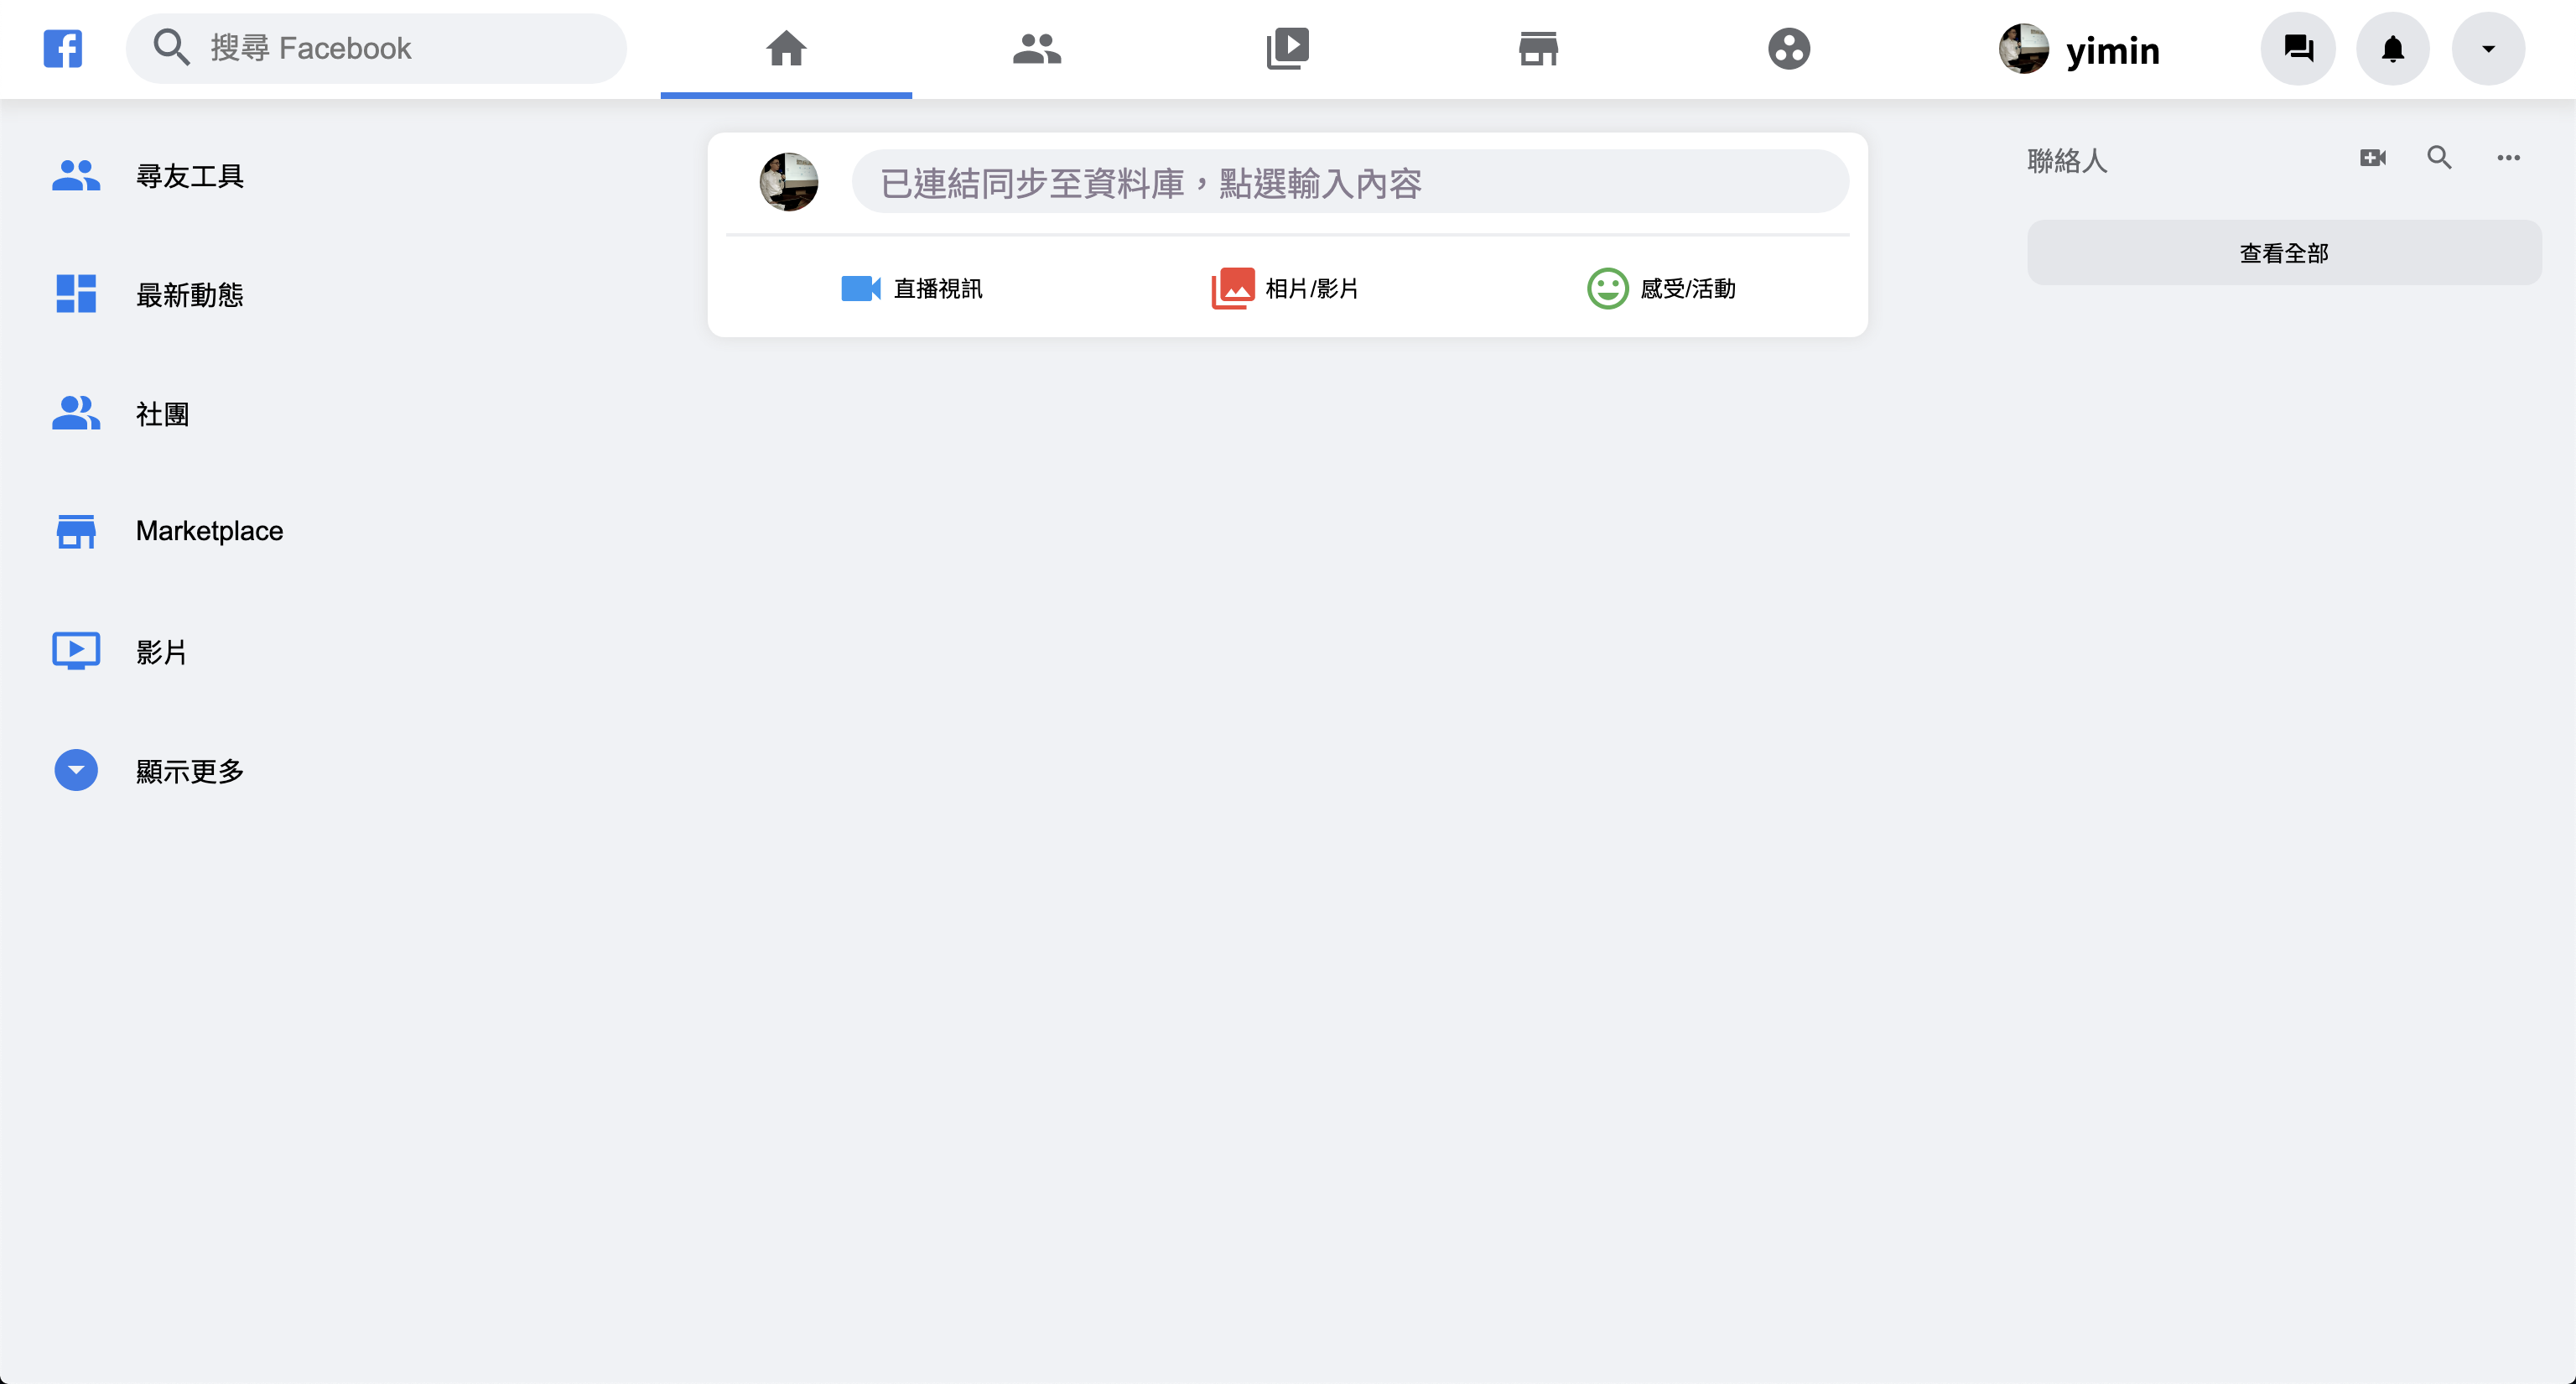 搜尋 Facebook
yimin
尋友工具
最新動態
社團
Marketplace
影片
顯示更多
已連結同步至資料庫，點選輸入內容
直播視訊
相片/影片
感受/活動
聯絡人
查看全部